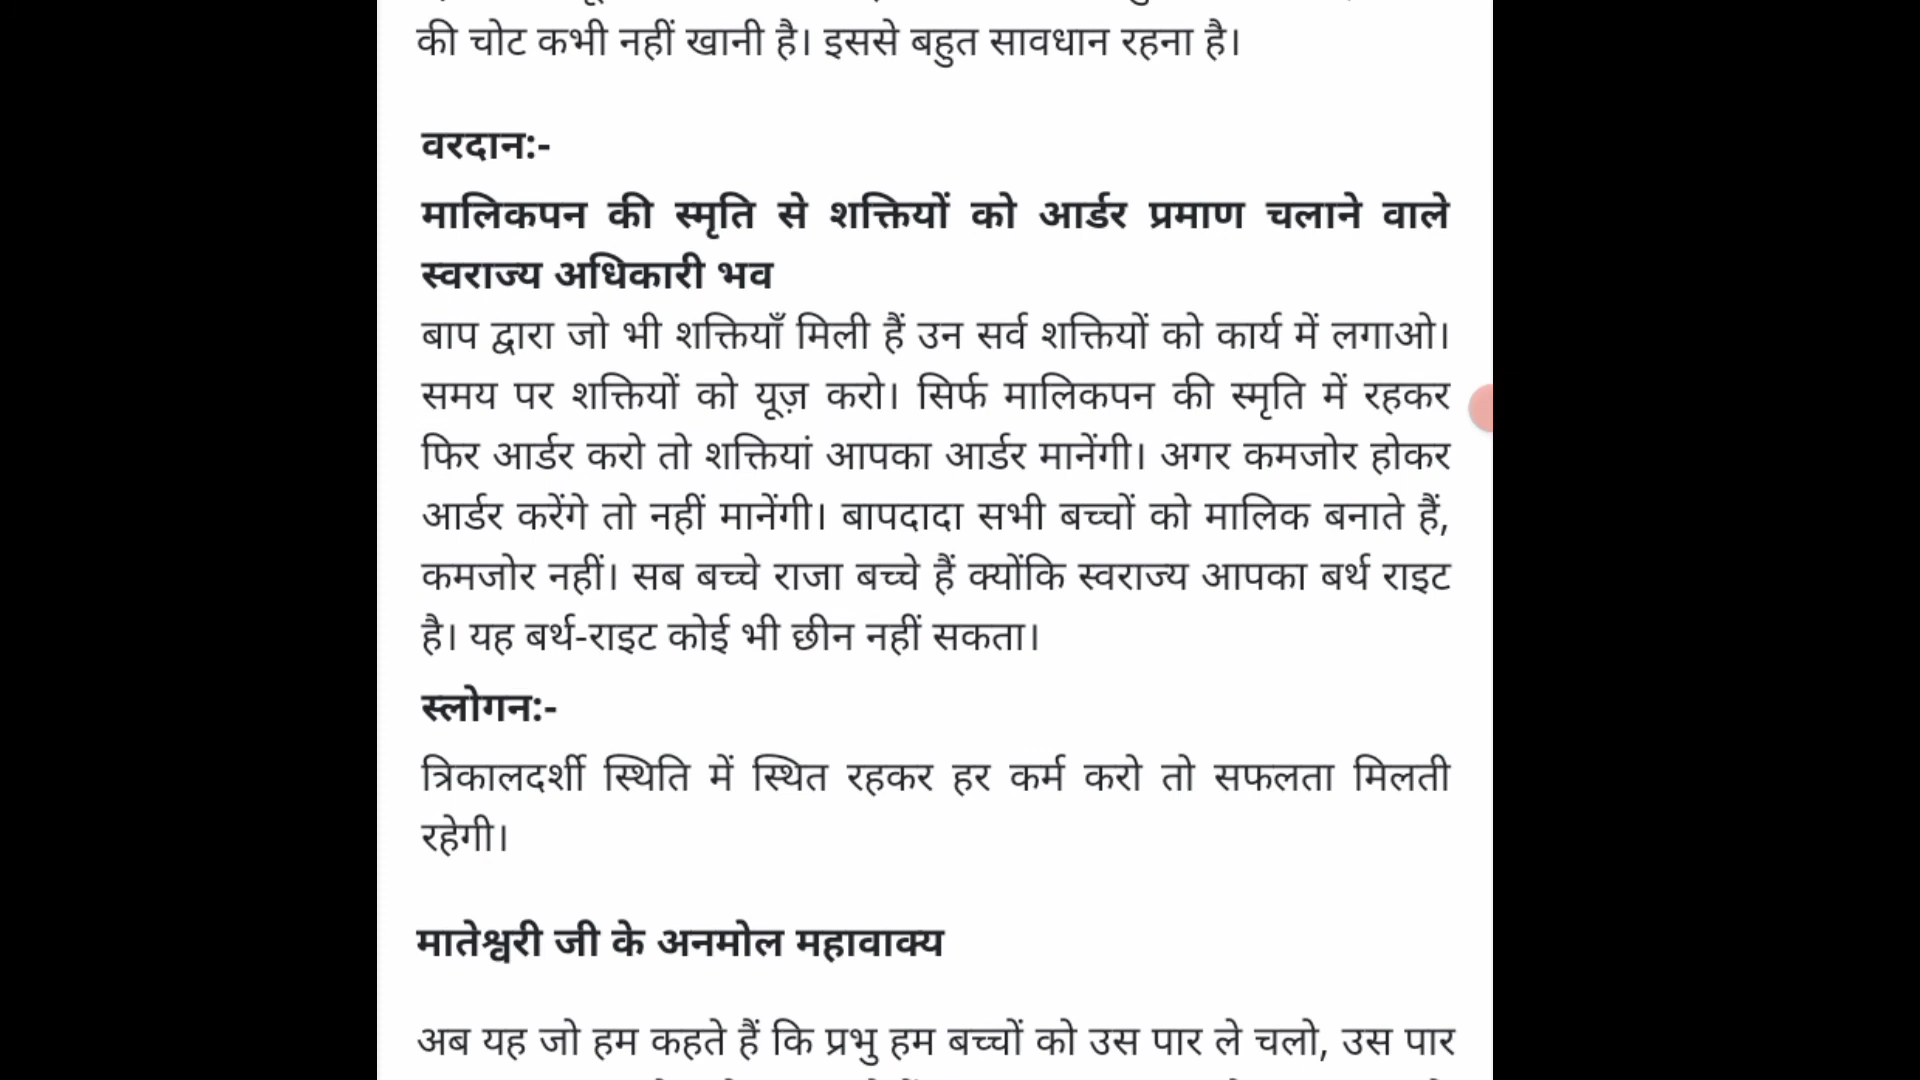 की चोट कभी नहीं खानी है। इससे बहुत सावधान रहना है।
वरदान:-
मालिकपन की स्मृति से शक्तियों को आर्डर प्रमाण चलाने वाले
स्वराज्य अधिकारी भव
बाप द्वारा जो भी शक्तियाँ मिली हैं उन सर्व शक्तियों को कार्य में लगाओ।
समय पर शक्तियों को यूज़ करो। सिर्फ मालिकपन की स्मृति में रहकर
फिर आर्डर करो तो शक्तियां आपका आर्डर मानेंगी। अगर कमजोर होकर
आर्डर करेंगे तो नहीं मानेंगी। बापदादा सभी बच्चों को मालिक बनाते हैं,
कमजोर नहीं। सब बच्चे राजा बच्चे हैं क्योंकि स्वराज्य आपका बर्थ राइट
है। यह बर्थ-राइट कोई भी छीन नहीं सकता।
स्लोगन:-
त्रिकालदर्शी स्थिति में स्थित रहकर हर कर्म करो तो सफलता मिलती
रहेगी।
मातेश्वरी जी के अनमोल महावाक्य
अब यह जो हम कहते हैं कि प्रभु हम बच्चों को उस पार ले चलो, उस पार